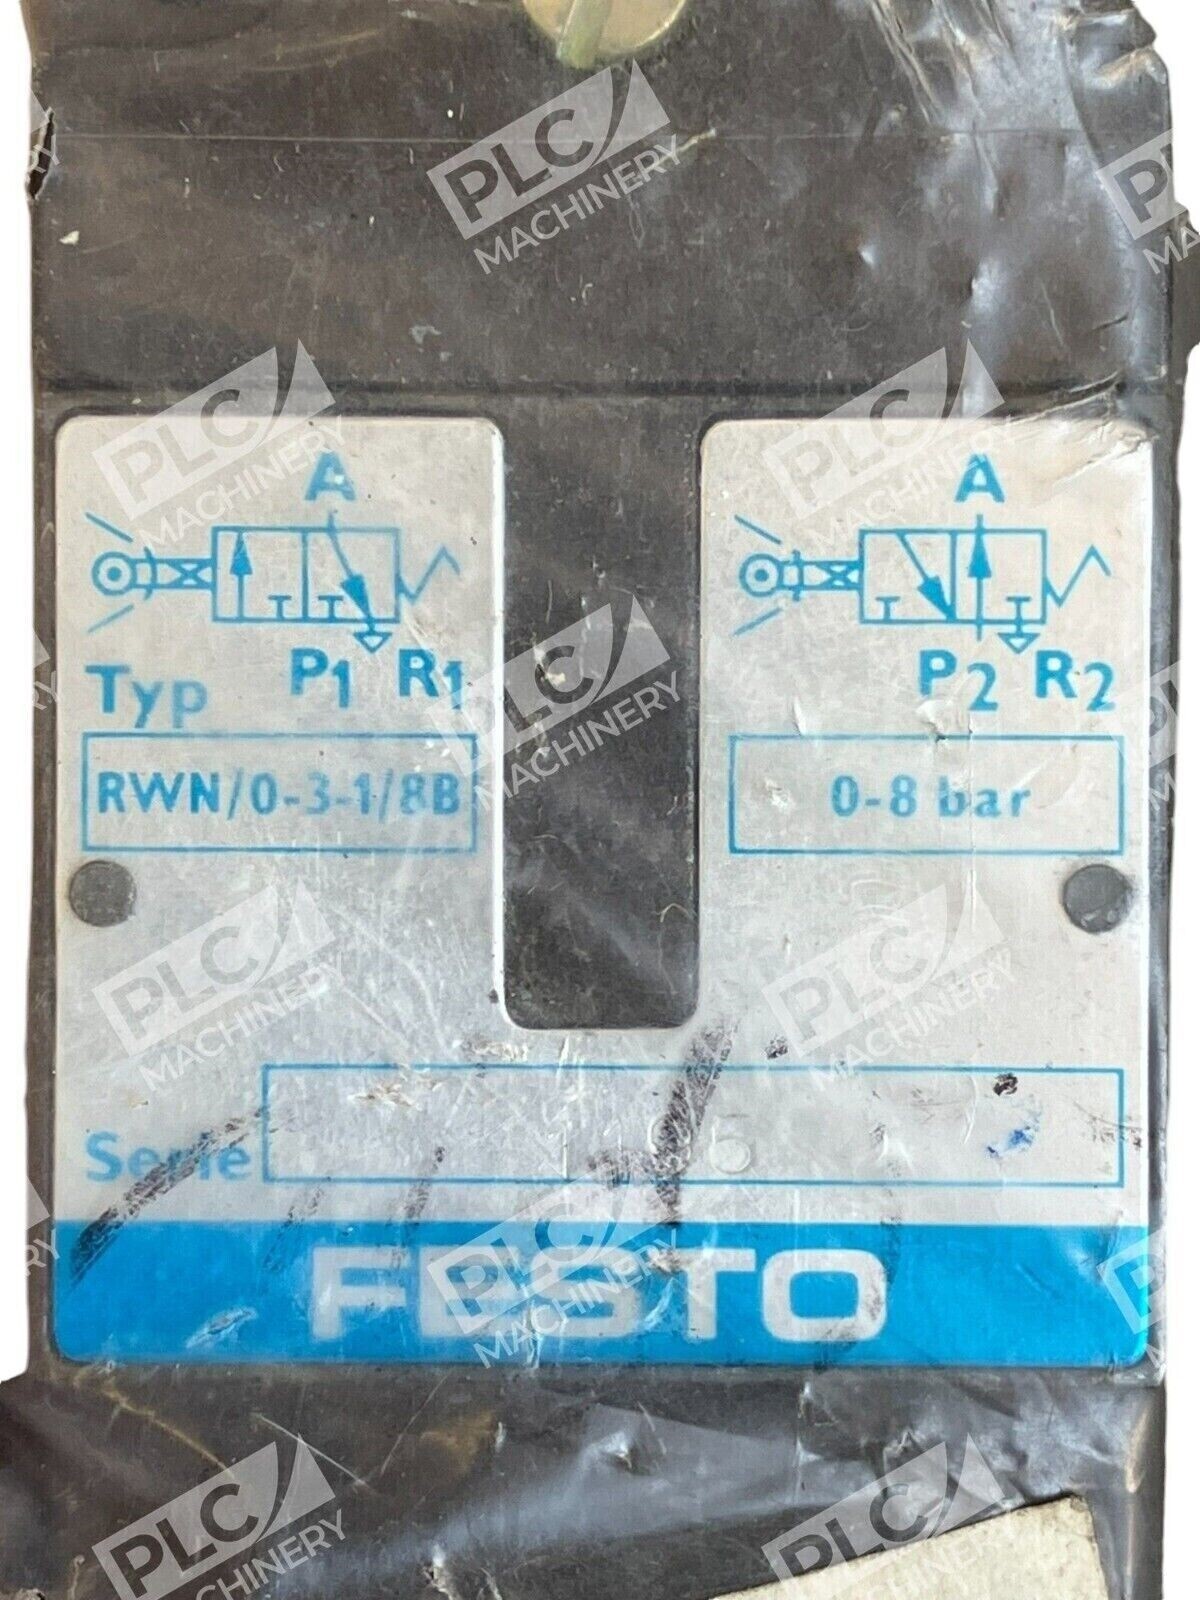 A
A
P1 R1
P2 R2
Typ
RWN/0-3-1/8B
0-8 bar
Serie
FESTO
PLC MACHINERY